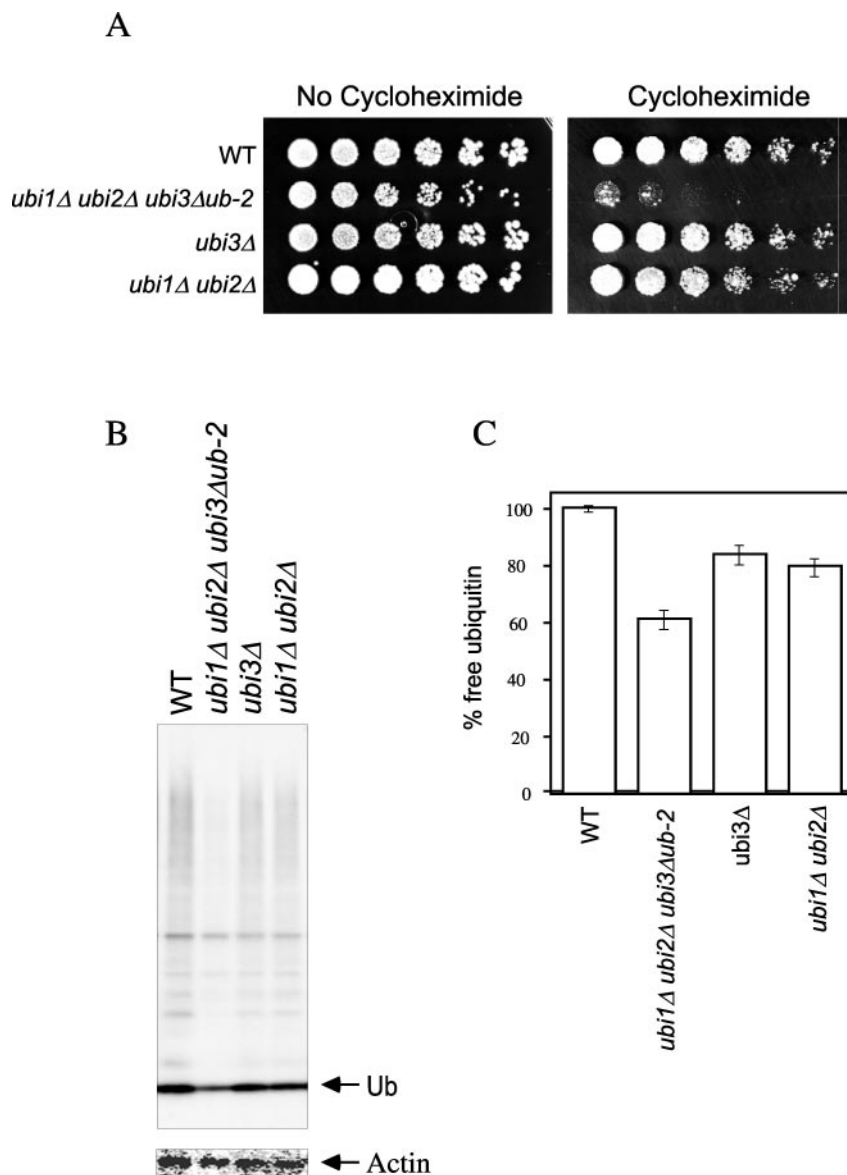 A
No Cycloheximide
Cycloheximide
WT
ubi1Δ ubi2Δ ubi3Δub-2
ubi3Δ
ubi1Δ ubi2Δ
B
WT
ubi1Δ ubi2Δ ubi3Δub-2
ubi3Δ
ubi1Δ ubi2Δ
Ub
Actin
C
% free ubiquitin
100
80
60
40
20
0
WT
ubi1Δ ubi2Δ ubi3Δub-2
ubi3Δ
ubi1Δ ubi2Δ